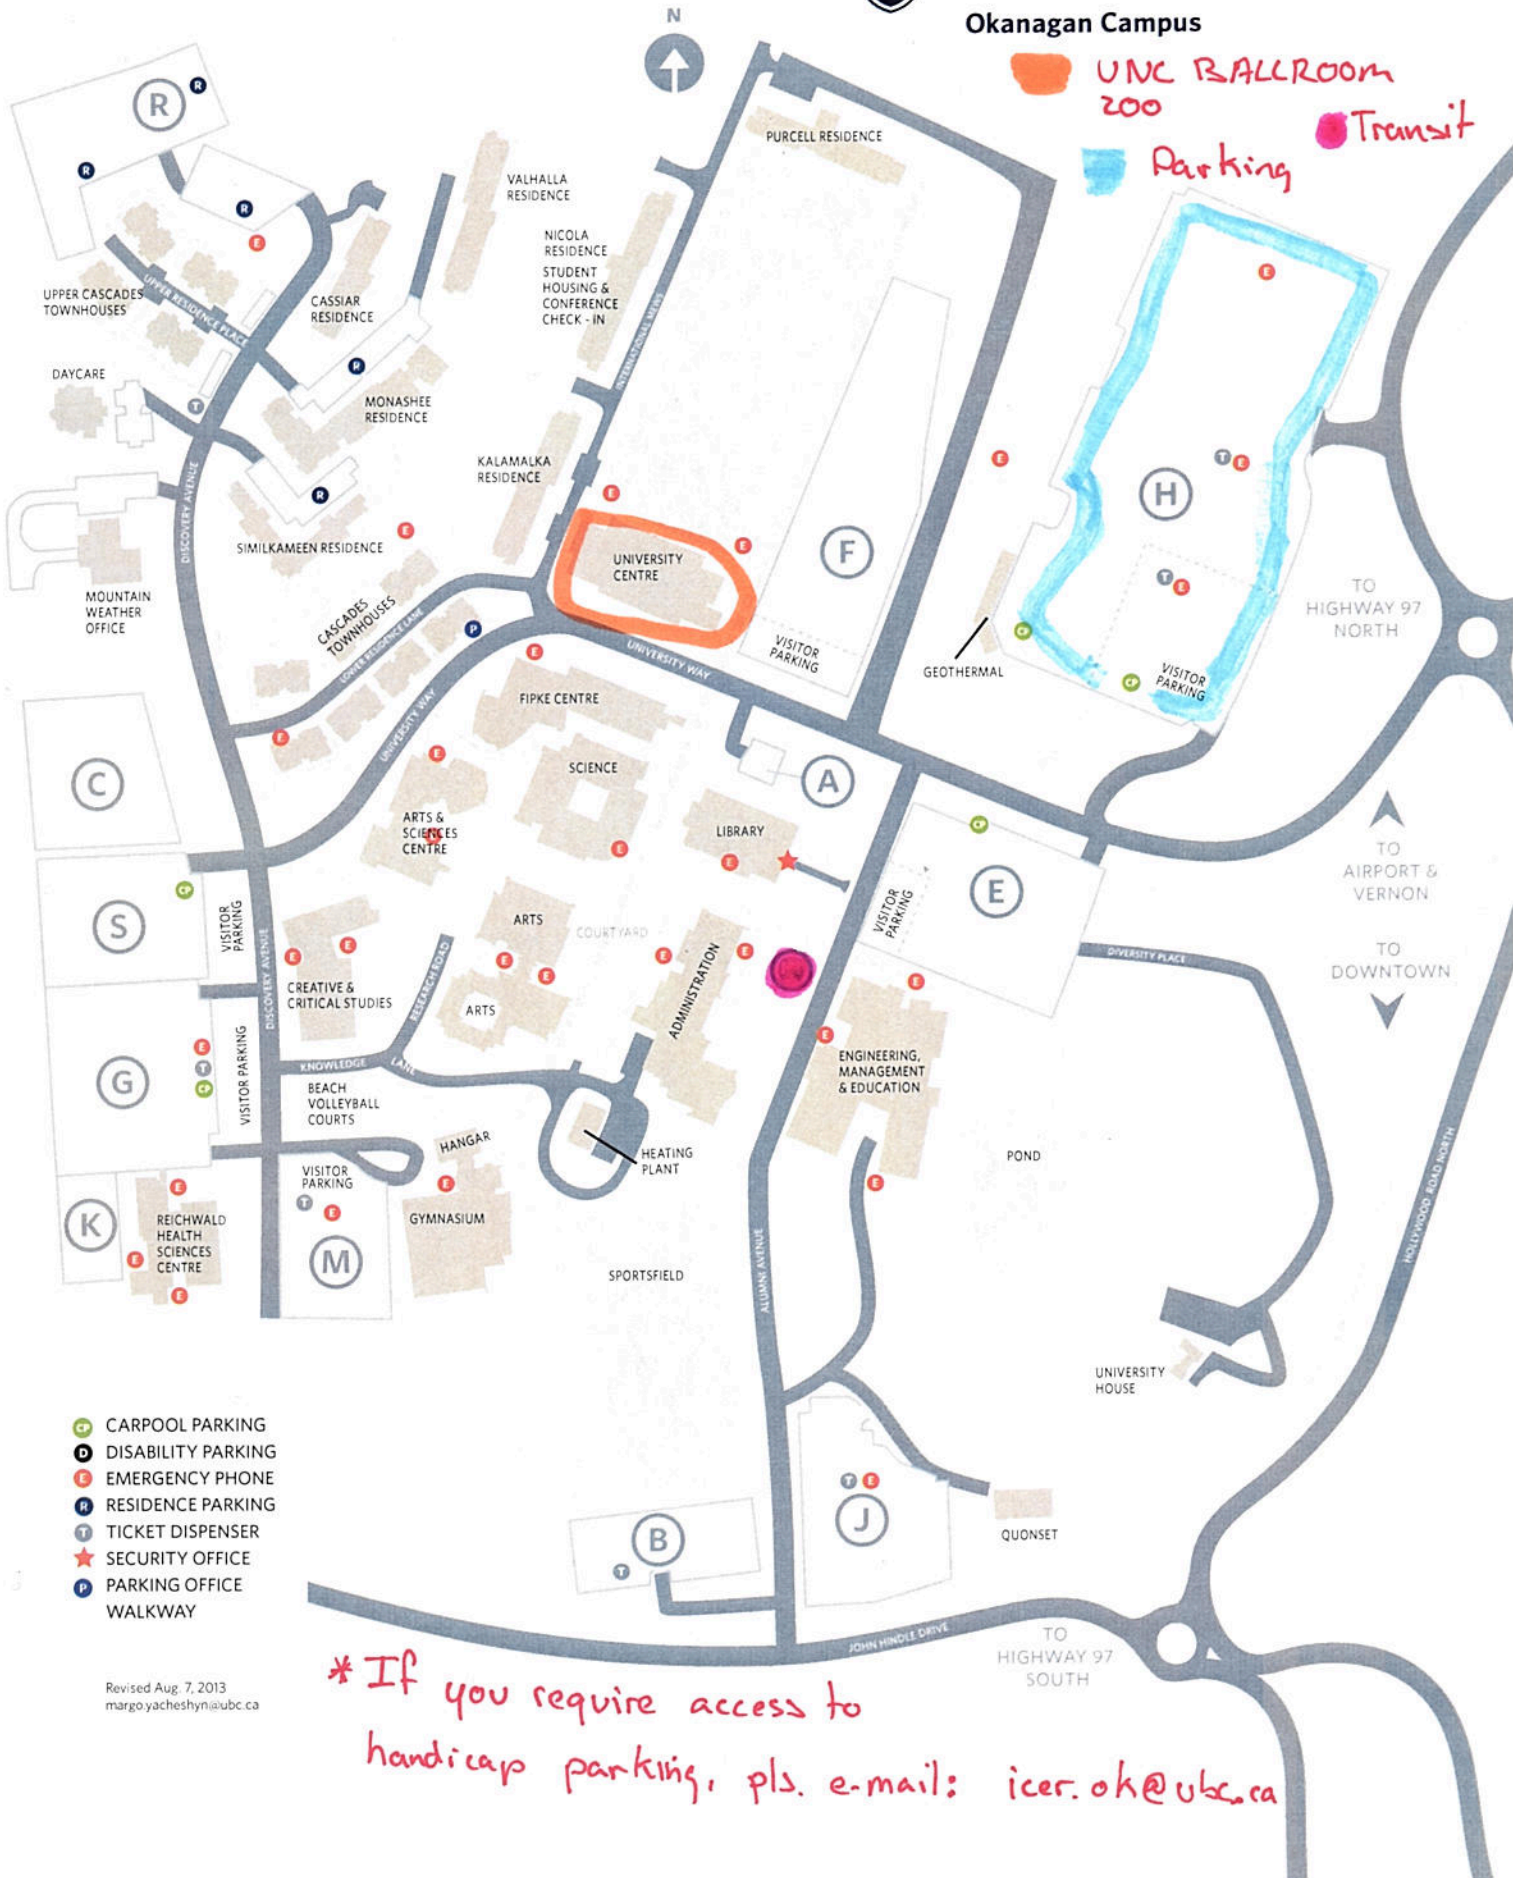 N
Okanagan Campus
UNC BALLROOM
200
Transit
Parking
R
R
R
R
E
PURCELL RESIDENCE
VALHALLA
RESIDENCE
NICOLA
RESIDENCE
STUDENT
HOUSING &
CONFERENCE
CHECK - IN
INTERNATIONAL MEWS
UPPER CASCADES
TOWNHOUSES
UPPER RESIDENCE PLACE
CASSIAR
RESIDENCE
R
DAYCARE
T
MONASHEE
RESIDENCE
KALAMALKA
RESIDENCE
E
E
E
T E
H
DISCOVERY AVENUE
R
E
SIMILKAMEEN RESIDENCE
UNIVERSITY
CENTRE
E
F
T E
MOUNTAIN
WEATHER
OFFICE
CASCADES
TOWNHOUSES
LOWER RESIDENCE LANE
P
TO
HIGHWAY 97
NORTH
CP
GEOTHERMAL
CP
VISITOR
PARKING
VISITOR
PARKING
UNIVERSITY WAY
E
FIPKE CENTRE
E
UNIVERSITY WAY
E
C
SCIENCE
A
ARTS &
SCIENCES
CENTRE
E
LIBRARY
E
CP
E
VISITOR
PARKING
TO
AIRPORT &
VERNON
CP
S
VISITOR
PARKING
DISCOVERY AVENUE
E
E
CREATIVE &
CRITICAL STUDIES
RESEARCH ROAD
ARTS
COURTYARD
E
E
ARTS
E
E
ADMINISTRATION
E
DIVERSITY PLACE
TO
DOWNTOWN
E
ENGINEERING,
MANAGEMENT
& EDUCATION
G
E
T
CP
VISITOR PARKING
KNOWLEDGE LANE
BEACH
VOLLEYBALL
COURTS
HANGAR
HEATING
PLANT
POND
E
K
E
REICHWALD
HEALTH
SCIENCES
CENTRE
E
E
VISITOR
PARKING
T E
M
E
GYMNASIUM
SPORTSFIELD
ALUMNI AVENUE
HOLLYWOOD ROAD NORTH
UNIVERSITY
HOUSE
CP CARPOOL PARKING
D DISABILITY PARKING
E EMERGENCY PHONE
R RESIDENCE PARKING
T TICKET DISPENSER
SECURITY OFFICE
P PARKING OFFICE
WALKWAY
B
T
T E
J
QUONSET
JOHN HINDLE DRIVE
TO
HIGHWAY 97
SOUTH
Revised Aug. 7, 2013
margo.yacheshyn@ubc.ca
* If you require access to
handicap parking, pls. e-mail: icer.ok@ubc.ca